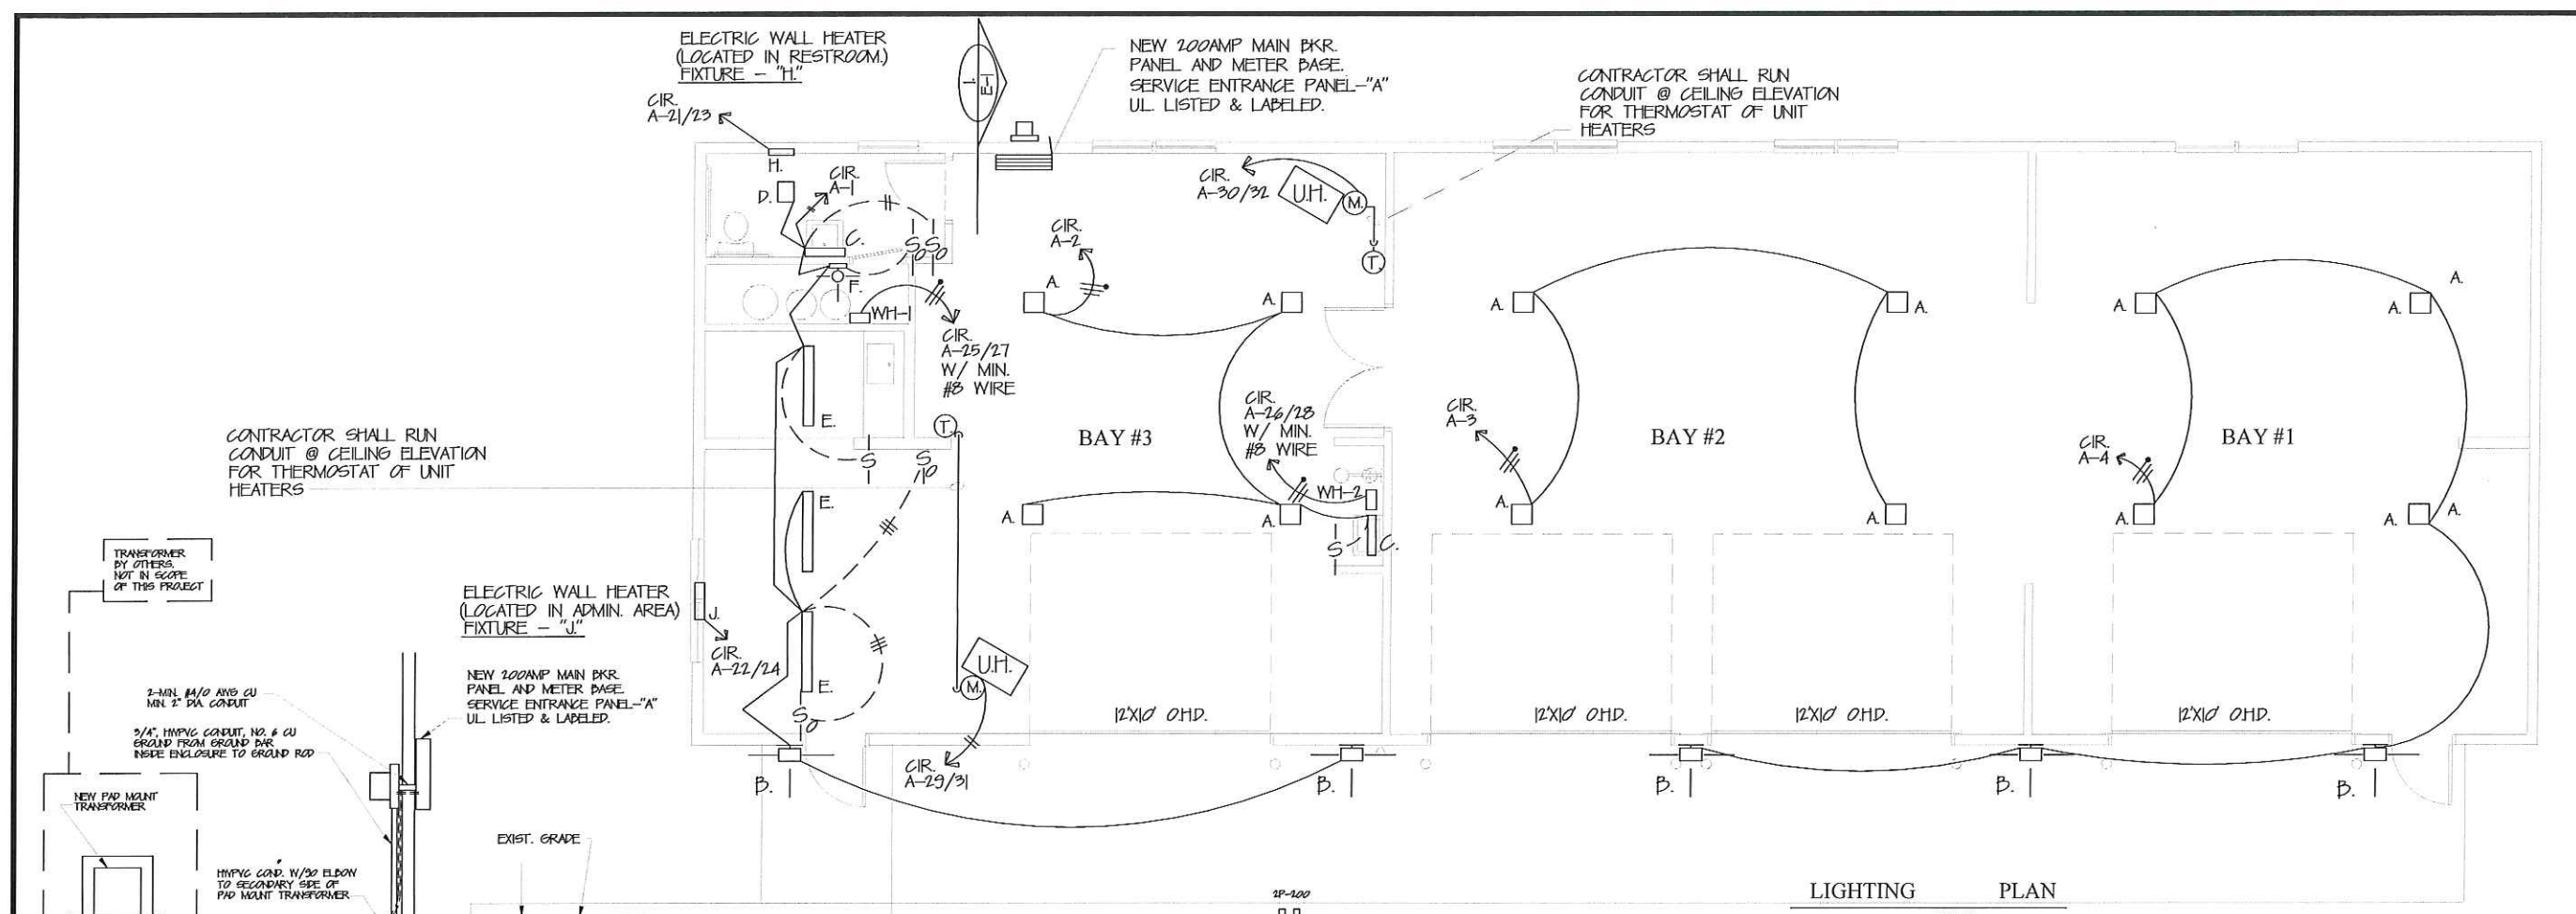 ELECTRIC WALL HEATER
(LOCATED IN RESTROOM.)
FIXTURE - "H."
CIR.
A-21/23
1.
E-1
NEW 200AMP MAIN BKR.
PANEL AND METER BASE.
SERVICE ENTRANCE PANEL-"A"
UL. LISTED & LABELED.
CONTRACTOR SHALL RUN
CONDUIT @ CEILING ELEVATION
FOR THERMOSTAT OF UNIT
HEATERS
H.
D.
CIR.
A-1
C.
S
S
F.
WH-1
CIR.
A-25/27
W/ MIN.
#8 WIRE
CIR.
A-2
CIR.
A-30/32
U.H.
M.
T.
A.
A.
A.
A.
A.
A.
A.
E.
T.
S
S
BAY #3
CIR.
A-26/28
W/ MIN.
#8 WIRE
WH-2
CIR.
A-3
BAY #2
CIR.
A-4
BAY #1
CONTRACTOR SHALL RUN
CONDUIT @ CEILING ELEVATION
FOR THERMOSTAT OF UNIT
HEATERS
E.
A.
A.
S
C.
A.
A.
A.
A.
A.
TRANSFORMER
BY OTHERS.
NOT IN SCOPE
OF THIS PROJECT
ELECTRIC WALL HEATER
(LOCATED IN ADMIN. AREA)
FIXTURE - "J."
J.
CIR.
A-22/24
E.
S
U.H.
M.
CIR.
A-29/31
12'X10' O.H.D.
12'X10' O.H.D.
12'X10' O.H.D.
12'X10' O.H.D.
B.
B.
B.
B.
B.
NEW 200AMP MAIN BKR.
PANEL AND METER BASE.
SERVICE ENTRANCE PANEL-"A"
UL. LISTED & LABELED.
2-MIN. #4/0 AWG CU
MIN. 2" DIA. CONDUIT
3/4", HWPVC CONDUIT, NO. 6 CU
GROUND FROM GROUND BAR
INSIDE ENCLOSURE TO GROUND ROD
NEW PAD MOUNT
TRANSFORMER
EXIST. GRADE
HWPVC COND. W/90 ELBOW
TO SECONDARY SIDE OF
PAD MOUNT TRANSFORMER
2P-200
LIGHTING PLAN